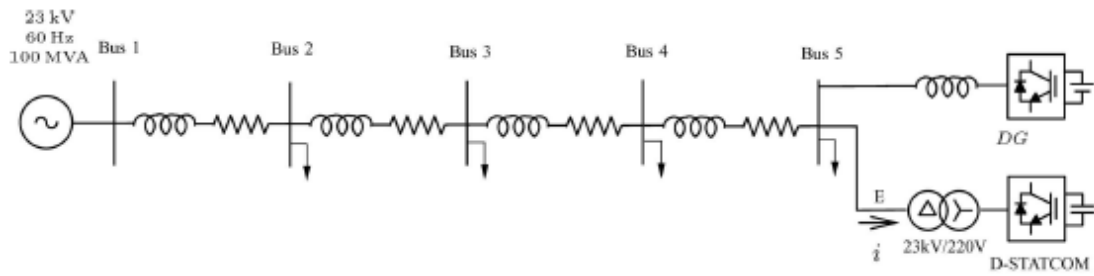 23 kV
60 Hz
100 MVA
Bus 1
Bus 2
Bus 3
Bus 4
Bus 5
DG
E
i
23kV/220V
D-STATCOM